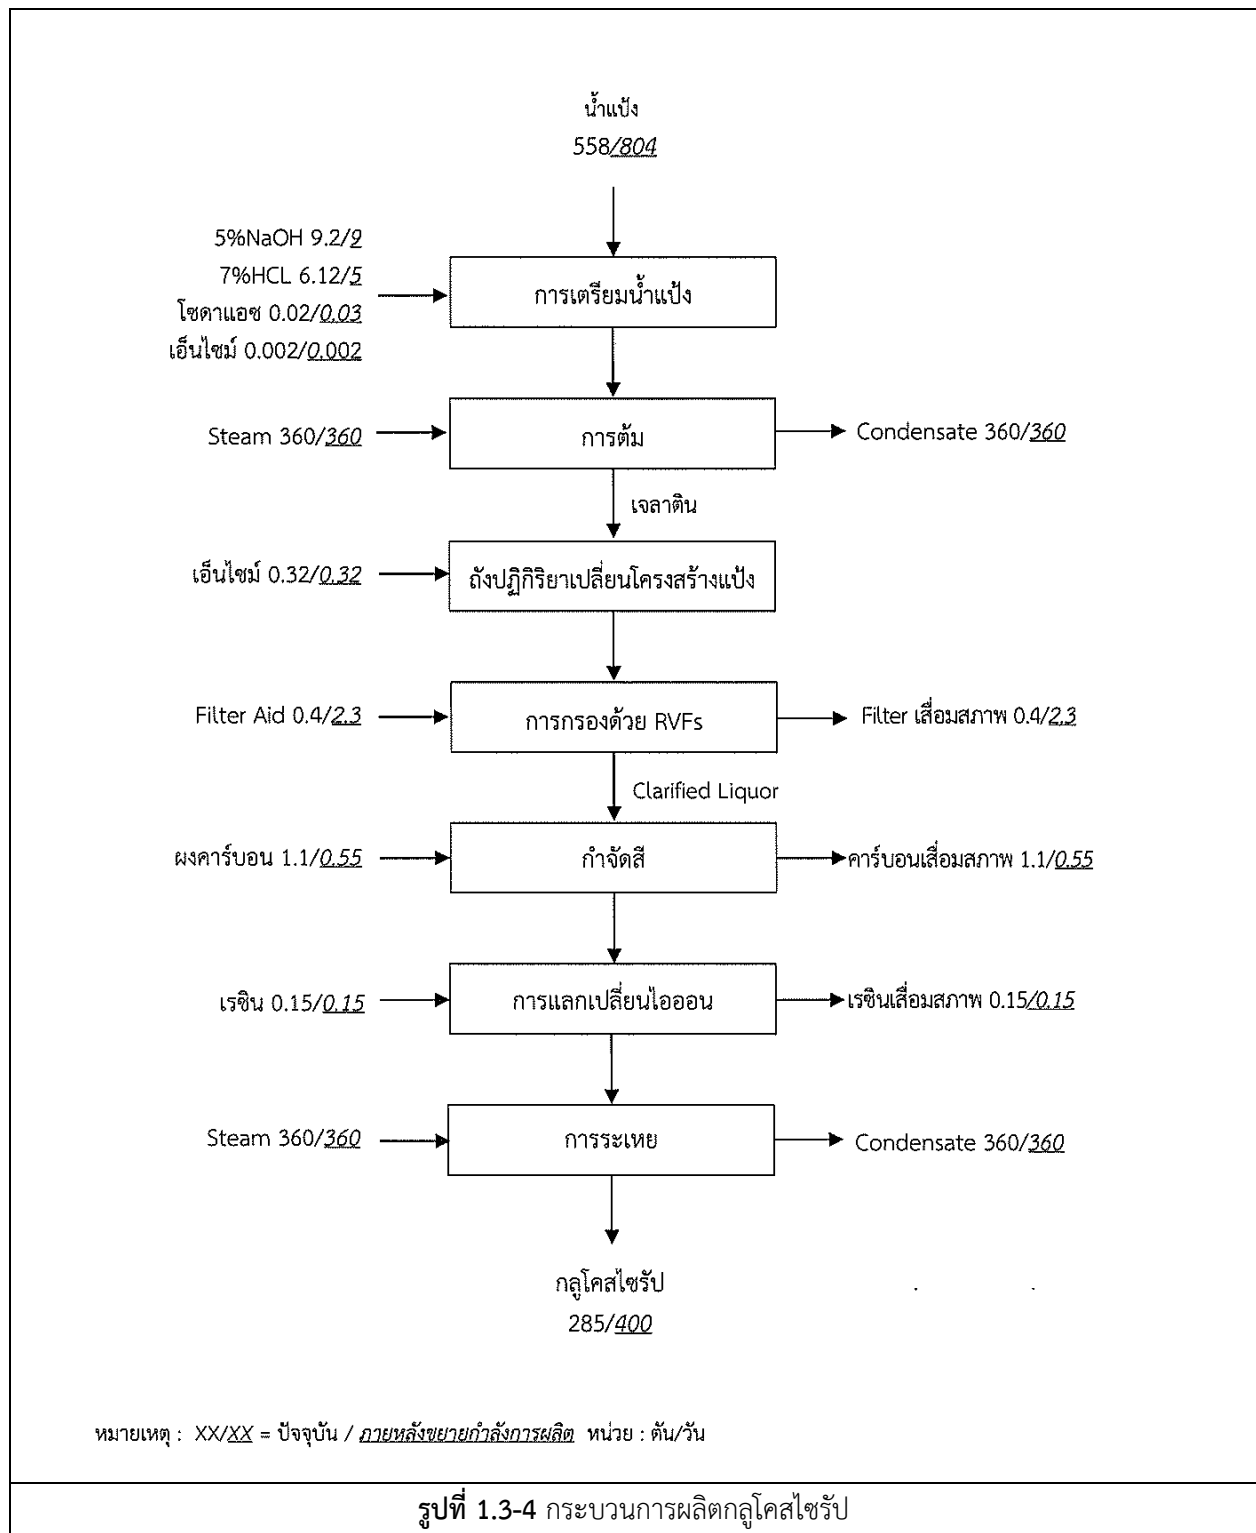 น้ำแป้ง
558/804
5%NaOH 9.2/9
7%HCL 6.12/5
โซดาแอซ 0.02/0.03
เอ็นไซม์ 0.002/0.002
การเตรียมน้ำแป้ง
Steam 360/360
การต้ม
Condensate 360/360
เจลาติน
เอ็นไซม์ 0.32/0.32
ถังปฏิกิริยาเปลี่ยนโครงสร้างแป้ง
Filter Aid 0.4/2.3
การกรองด้วย RVFs
Filter เสื่อมสภาพ 0.4/2.3
Clarified Liquor
ผงคาร์บอน 1.1/0.55
กำจัดสี
คาร์บอนเสื่อมสภาพ 1.1/0.55
เรซิน 0.15/0.15
การแลกเปลี่ยนไอออน
เรซินเสื่อมสภาพ 0.15/0.15
Steam 360/360
การระเหย
Condensate 360/360
กลูโคสไซรัป
285/400
หมายเหตุ : XX/XX = ปัจจุบัน / ภายหลังขยายกำลังการผลิต หน่วย : ตัน/วัน
รูปที่ 1.3-4 กระบวนการผลิตกลูโคสไซรัป